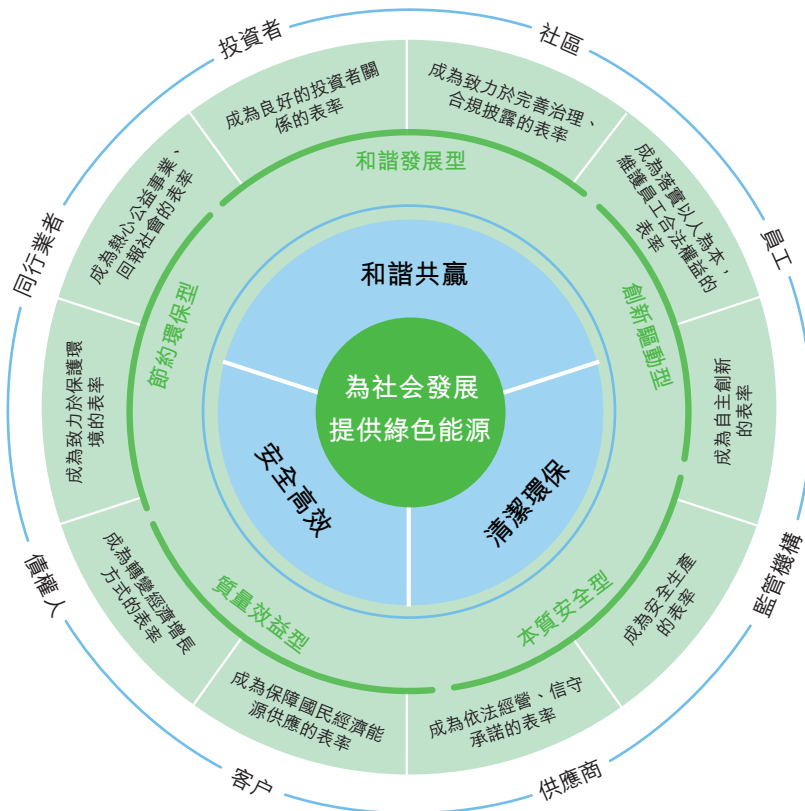 投資者
社區
員工
監管機構
供應商
客户
債權人
同行業者
成為良好的投資者關
係的表率
成為致力於完善治理、
合規披露的表率
成為落實以人為本，
維護員工合法權益的
表率
成為自主創新
的表率
成為安全生產
的表率
成為依法經營、信守
承諾的表率
成為保障國民經濟能
源供應的表率
成為轉變經濟增長
方式的表率
成為致力於保護環
境的表率
成為熱心公益事業、
回報社會的表率
和諧發展型
創新驅動型
本質安全型
質量效益型
節約環保型
和諧共贏
清潔環保
安全高效
為社会發展
提供綠色能源